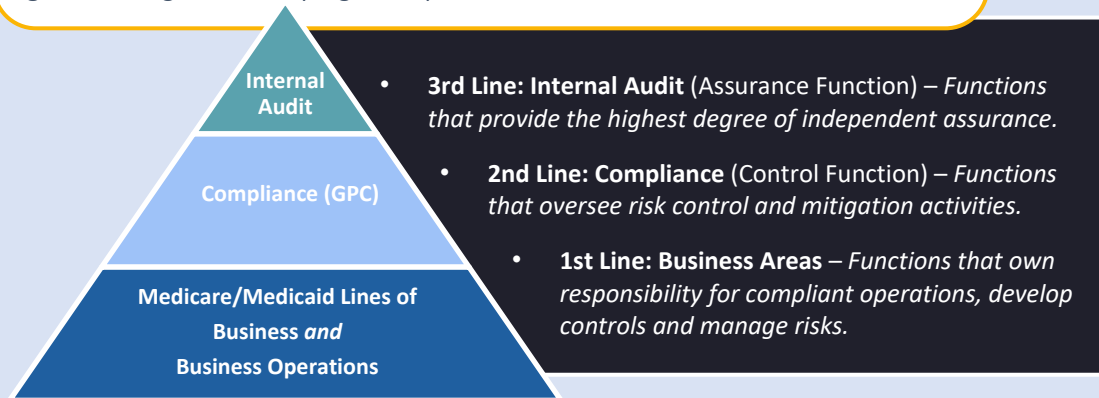 Internal
Audit
Compliance (GPC)
Medicare/Medicaid Lines of
Business and
Business Operations
• 3rd Line: Internal Audit (Assurance Function) – Functions
that provide the highest degree of independent assurance.
• 2nd Line: Compliance (Control Function) – Functions
that oversee risk control and mitigation activities.
• 1st Line: Business Areas – Functions that own
responsibility for compliant operations, develop
controls and manage risks.